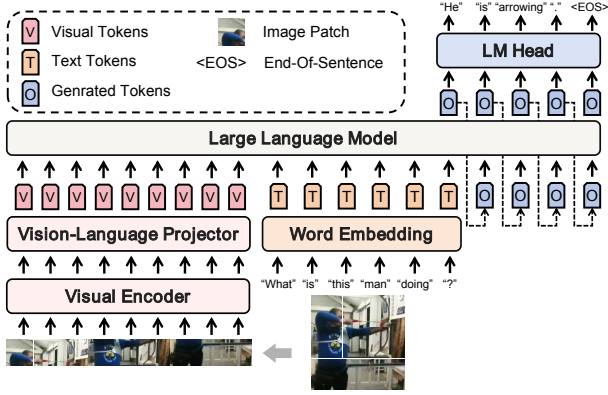 Visual Tokens
Image Patch
Text Tokens
<EOS> End-Of-Sentence
Genrated Tokens
V
T
O
"He" "is" "arrowing" "." <EOS>
LM Head
O O O O O
Large Language Model
V V V V V V V V V
T T T T T T
O O O O
Vision-Language Projector
Word Embedding
"What" "is" "this" "man" "doing" "?"
Visual Encoder